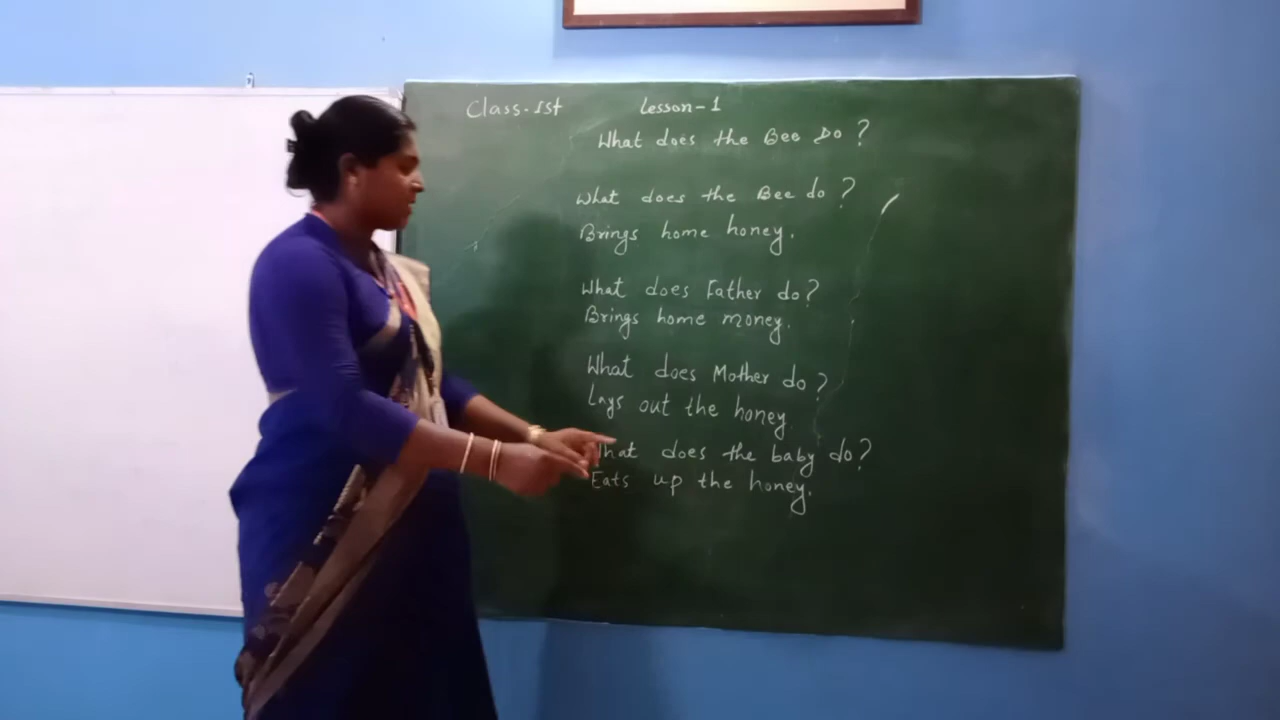 Class-1st Lesson-1
What does the Bee Do?
What does the Bee do?
Brings home honey.
What does Father do?
Brings home money.
What does Mother do?
Lays out the honey
What does the baby do?
Eats up the honey.